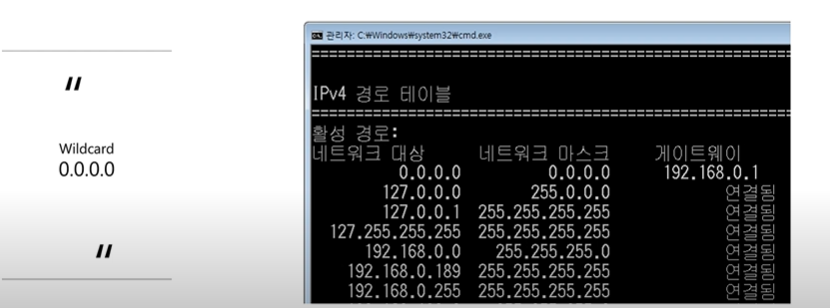 "
Wildcard
0.0.0.0
"
관리자: C:₩Windows₩system32₩cmd.exe
===========================================================
IPv4 경로 테이블
===========================================================
활성 경로:
네트워크 대상 네트워크 마스크 게이트웨이
0.0.0.0 0.0.0.0 192.168.0.1
127.0.0.0 255.0.0.0 연결됨
127.0.0.1 255.255.255.255 연결됨
127.255.255.255 255.255.255.255 연결됨
192.168.0.0 255.255.255.0 연결됨
192.168.0.189 255.255.255.255 연결됨
192.168.0.255 255.255.255.255 연결됨